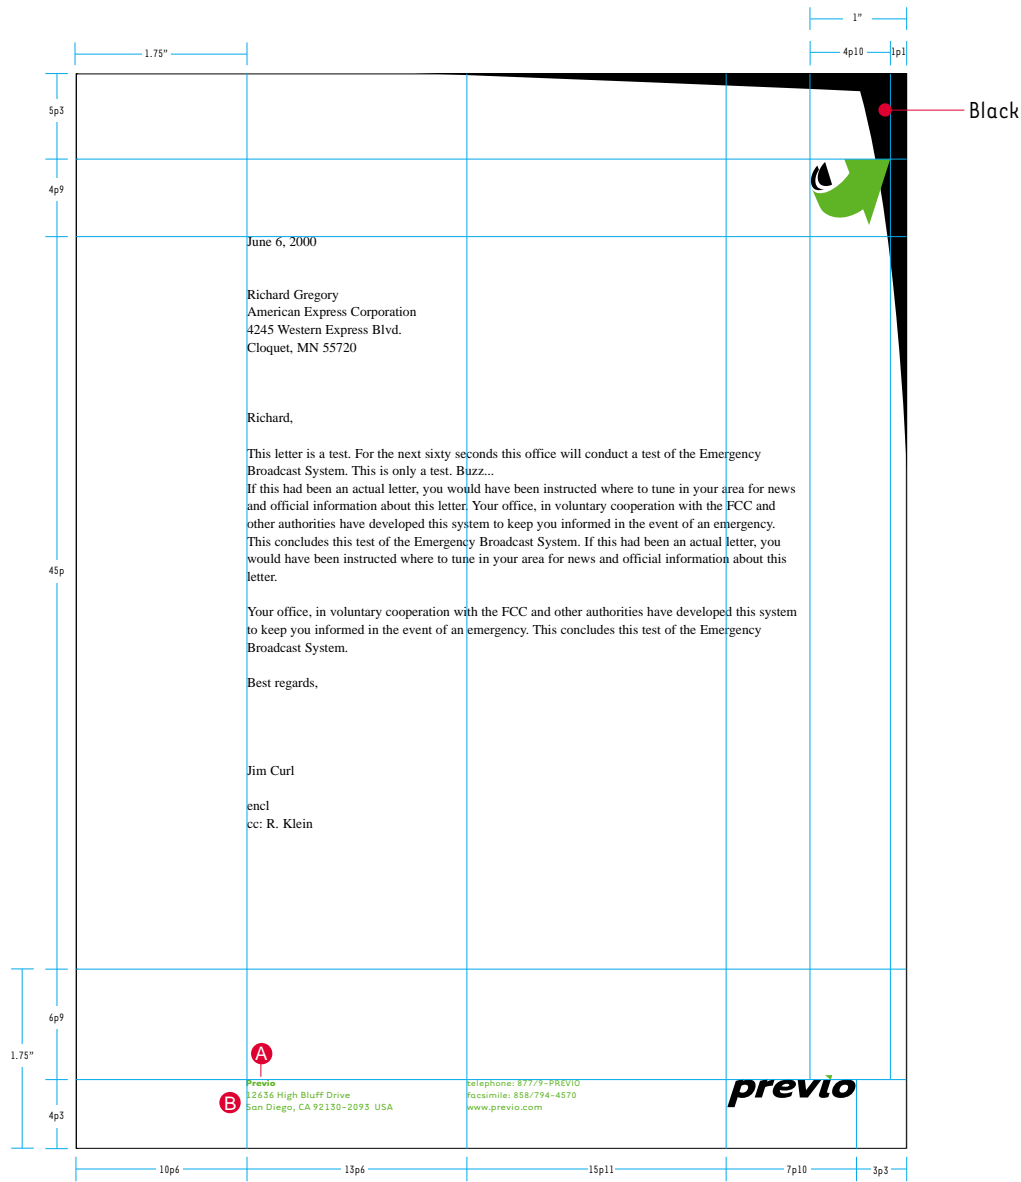 1”
1.75”
4p10
1p1
5p3
Black
4p9
June 6, 2000
Richard Gregory
American Express Corporation
4245 Western Express Blvd.
Cloquet, MN 55720
Richard,
This letter is a test. For the next sixty seconds this office will conduct a test of the Emergency
Broadcast System. This is only a test. Buzz...
If this had been an actual letter, you would have been instructed where to tune in your area for news
and official information about this letter. Your office, in voluntary cooperation with the FCC and
other authorities have developed this system to keep you informed in the event of an emergency.
This concludes this test of the Emergency Broadcast System. If this had been an actual letter, you
would have been instructed where to tune in your area for news and official information about this
letter.
45p
Your office, in voluntary cooperation with the FCC and other authorities have developed this system
to keep you informed in the event of an emergency. This concludes this test of the Emergency
Broadcast System.
Best regards,
Jim Curl
encl
cc: R. Klein
6p9
1.75”
A
B
Previo
12636 High Bluff Drive
San Diego, CA 92130-2093 USA
telephone: 877/9-PREVIO
facsimile: 858/794-4570
www.previo.com
previo
4p3
10p6
13p6
15p11
7p10
3p3